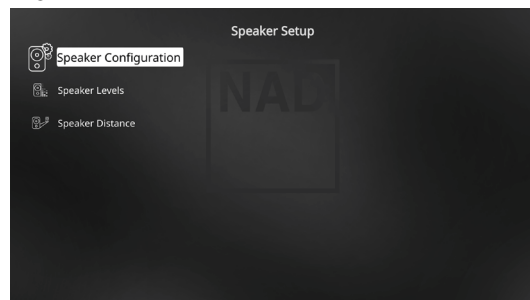 Speaker Setup
Speaker Configuration
Speaker Levels
Speaker Distance
NAD